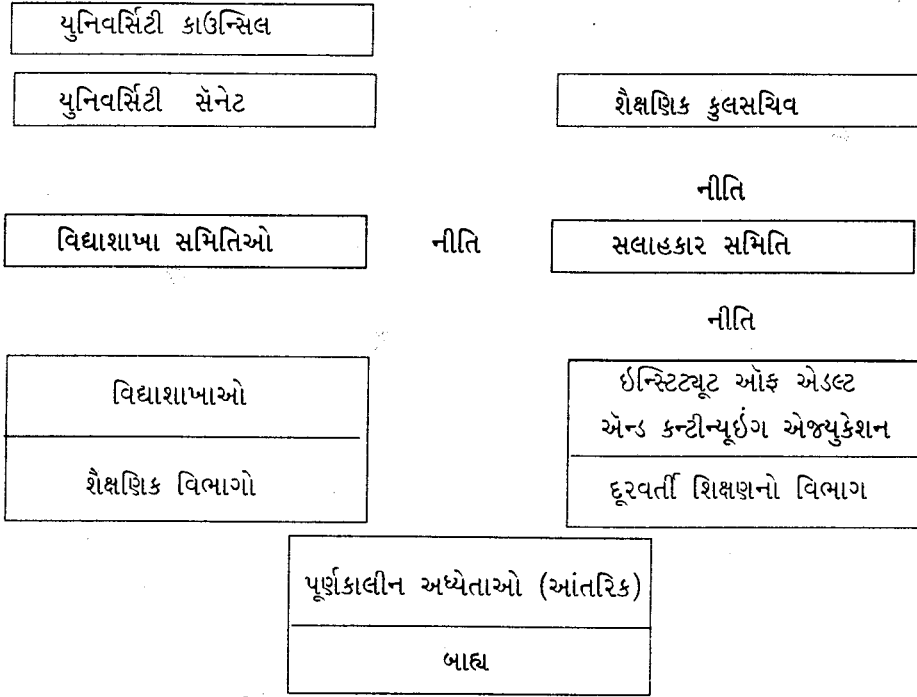 યુનિવર્સિટી કાઉન્સિલ
યુનિવર્સિટી સૅનેટ
શૈક્ષણિક કુલસચિવ
નીતિ
વિદ્યાશાખા સમિતિઓ
નીતિ
સલાહકાર સમિતિ
નીતિ
વિદ્યાશાખાઓ
શૈક્ષણિક વિભાગો
ઇન્સ્ટિટ્યૂટ ઑફ એડલ્ટ
ઍન્ડ કન્ટીન્યૂઇંગ એજ્યુકેશન
દૂરવર્તી શિક્ષણનો વિભાગ
પૂર્ણકાલીન અધ્યેતાઓ (આંતરિક)
બાહ્ય